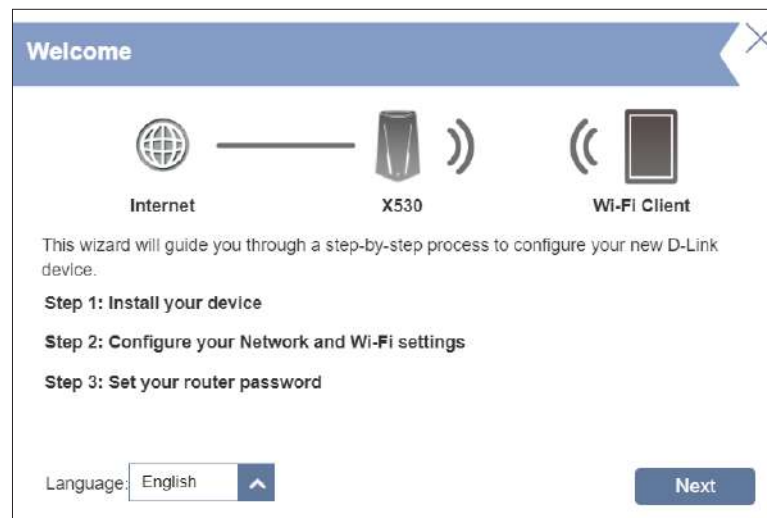 Welcome
Internet X530 Wi-Fi Client
This wizard will guide you through a step-by-step process to configure your new D-Link
device.
Step 1: Install your device
Step 2: Configure your Network and Wi-Fi settings
Step 3: Set your router password
Language: English
Next